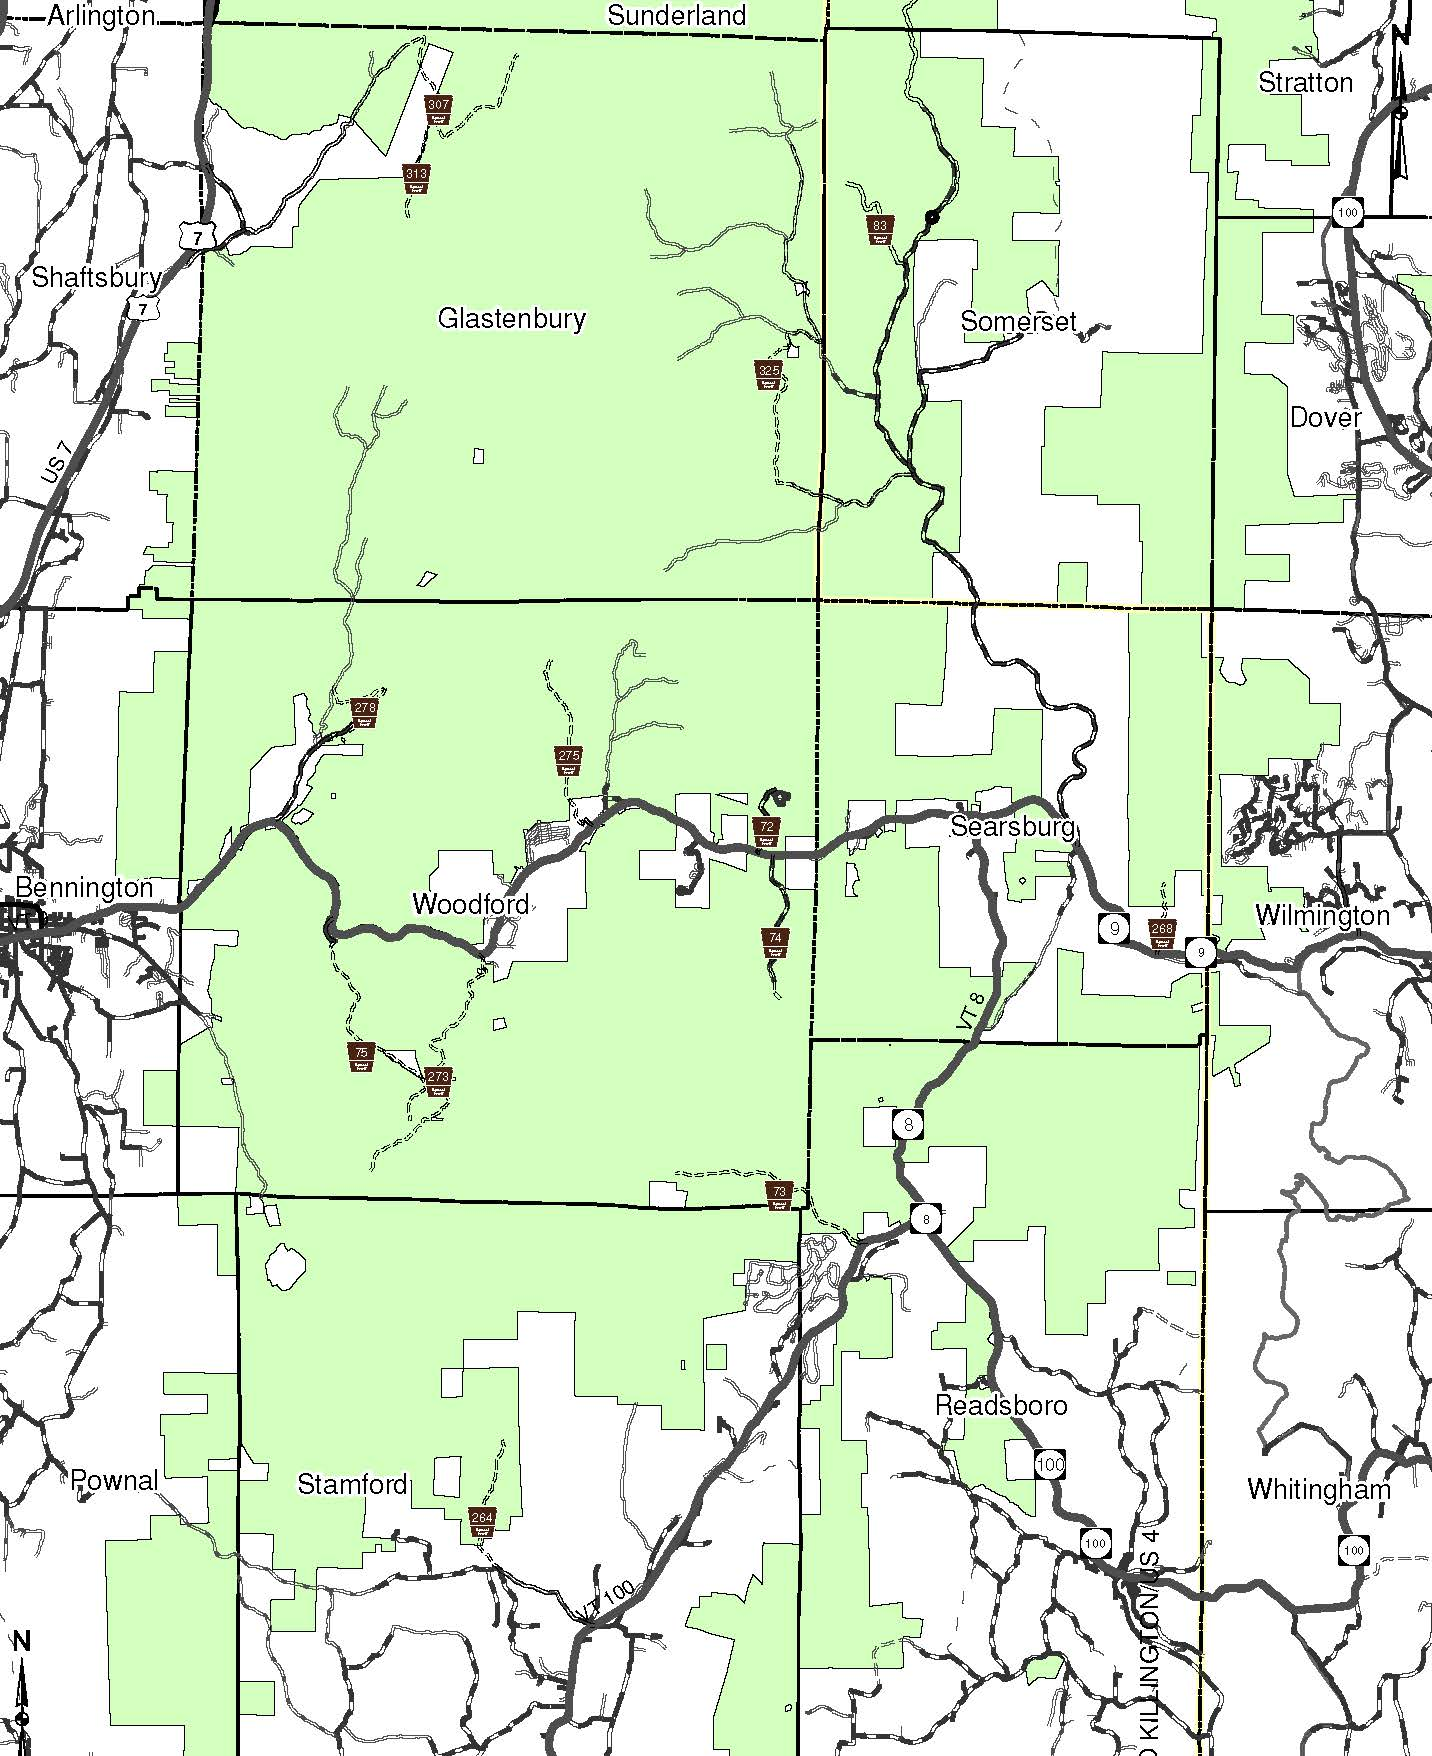 Arlington
Sunderland
N
Stratton
307
313
100
83
7
Shaftsbury
7
Glastenbury
Somerset
325
Dover
US 7
278
275
72
Searsburg
Bennington
Woodford
Wilmington
9
268
9
74
VT 8
75
273
8
73
8
Readsboro
100
Pownal
Stamford
Whitingham
264
100
100
VT 100
KILLINGTON/US 4
N